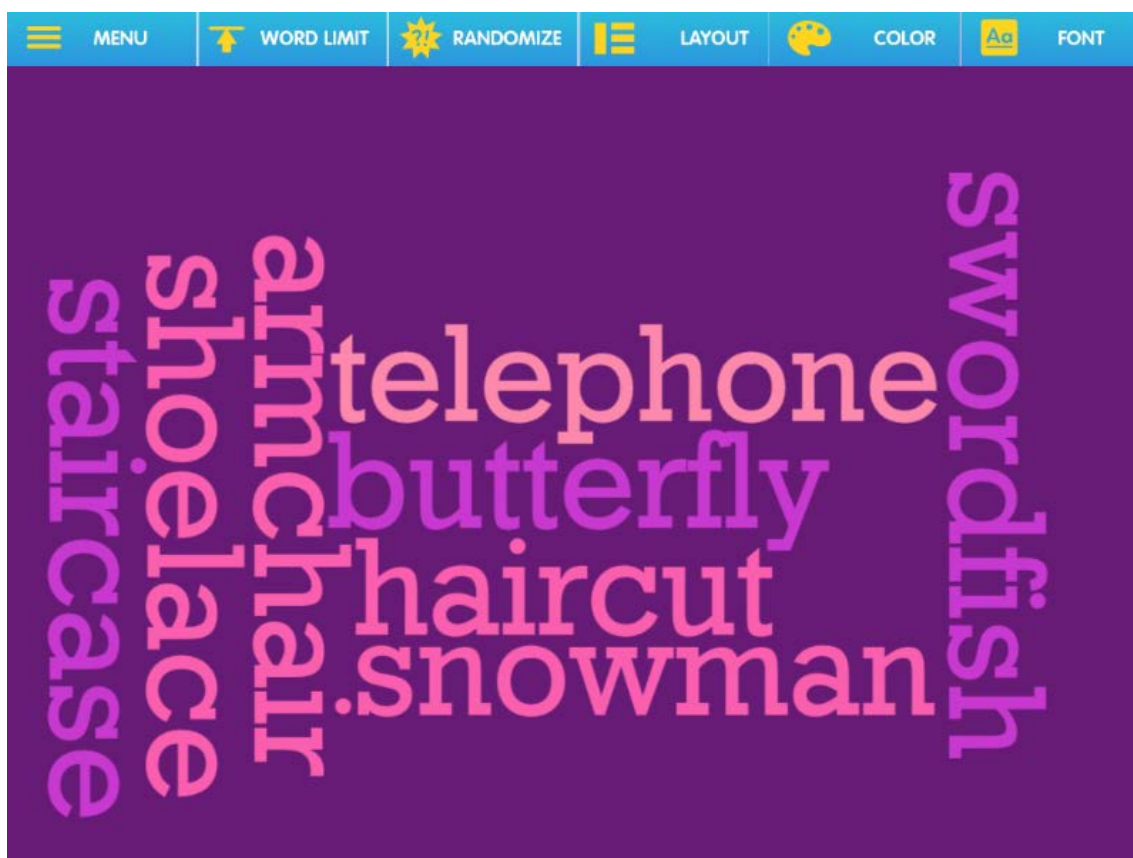 MENU
WORD LIMIT
RANDOMIZE
LAYOUT
COLOR
Aa
FONT
staircase
shoelace
armchair
telephone
butterfly
haircut
snowman
swordfish